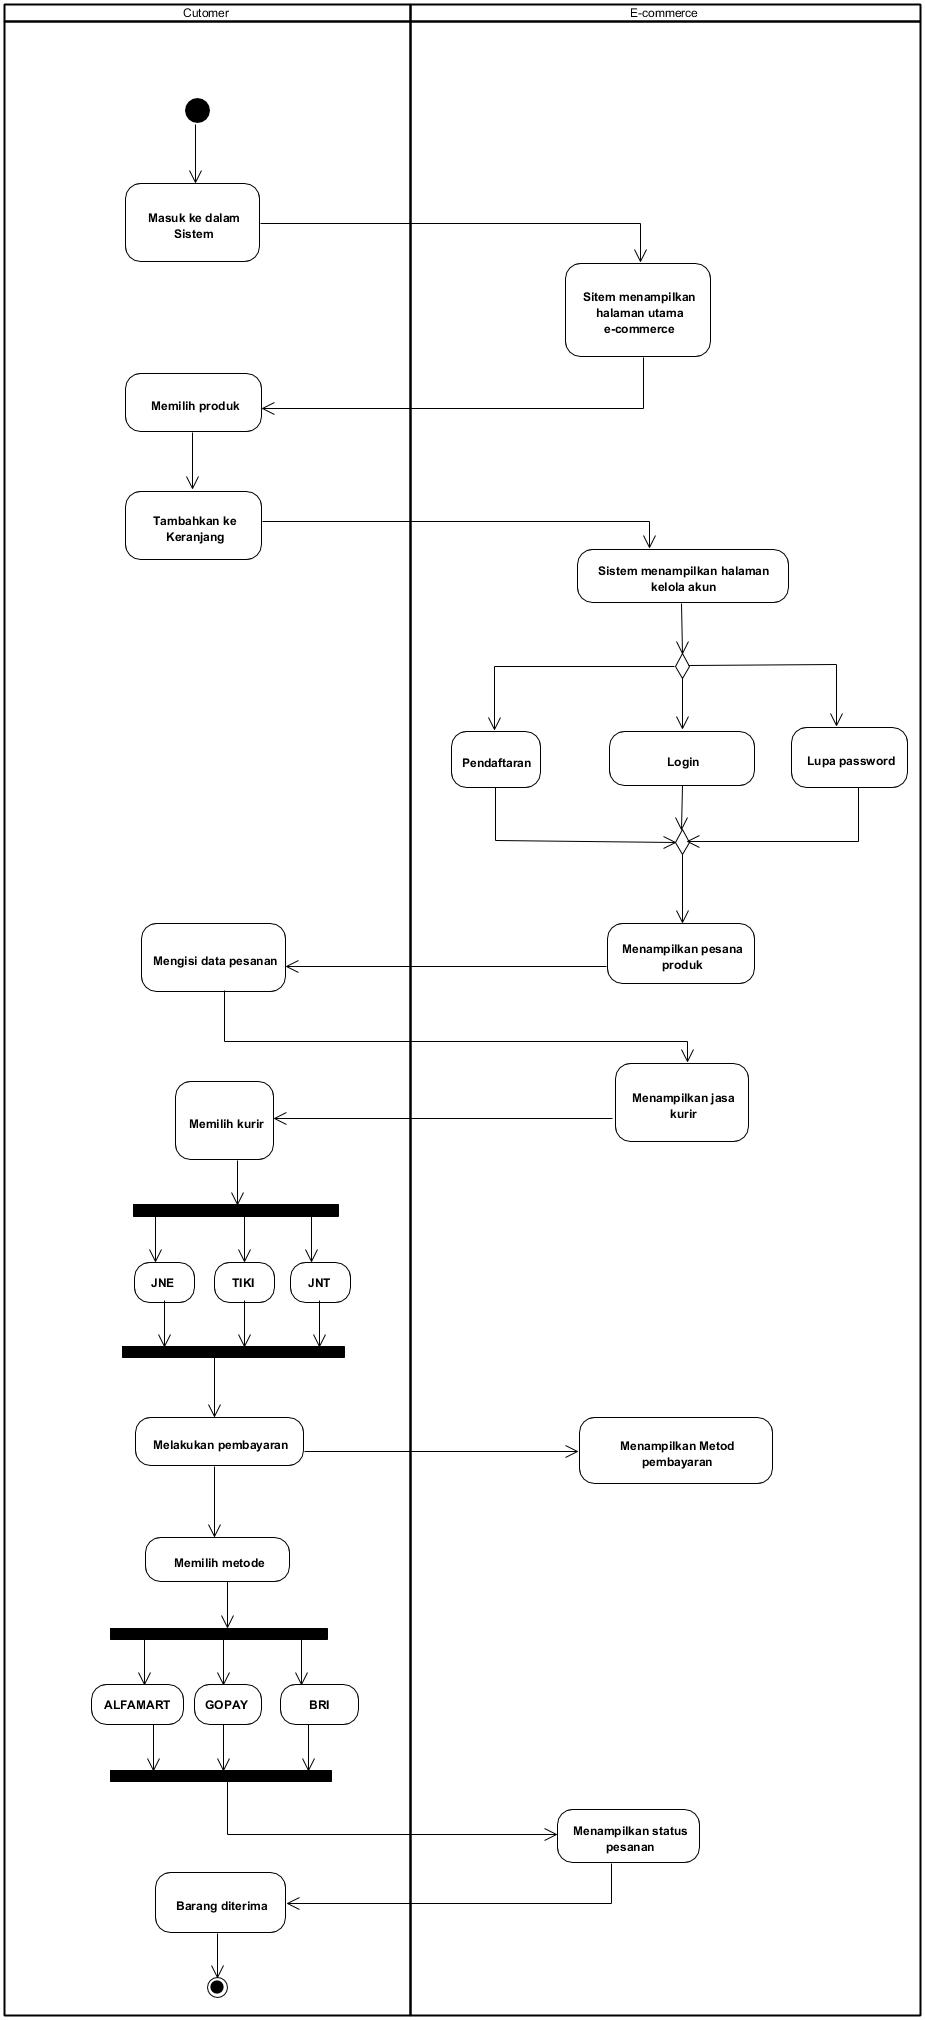 Cutomer
E-commerce
Masuk ke dalam
Sistem
Sitem menampilkan
halaman utama
e-commerce
Memilih produk
Tambahkan ke
Keranjang
Sistem menampilkan halaman
kelola akun
Pendaftaran
Login
Lupa password
Menampilkan pesana
produk
Mengisi data pesanan
Menampilkan jasa
kurir
Memilih kurir
JNE
TIKI
JNT
Melakukan pembayaran
Menampilkan Metod
pembayaran
Memilih metode
ALFAMART
GOPAY
BRI
Menampilkan status
pesanan
Barang diterima